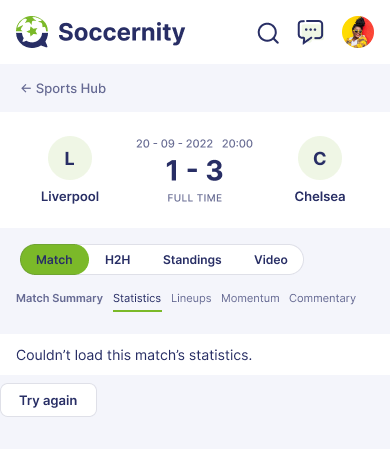 Soccernity
← Sports Hub
20 - 09 - 2022 20:00
L 1 - 3 C
Liverpool FULL TIME Chelsea
Match H2H Standings Video
Match Summary Statistics Lineups Momentum Commentary
Couldn’t load this match’s statistics.
Try again